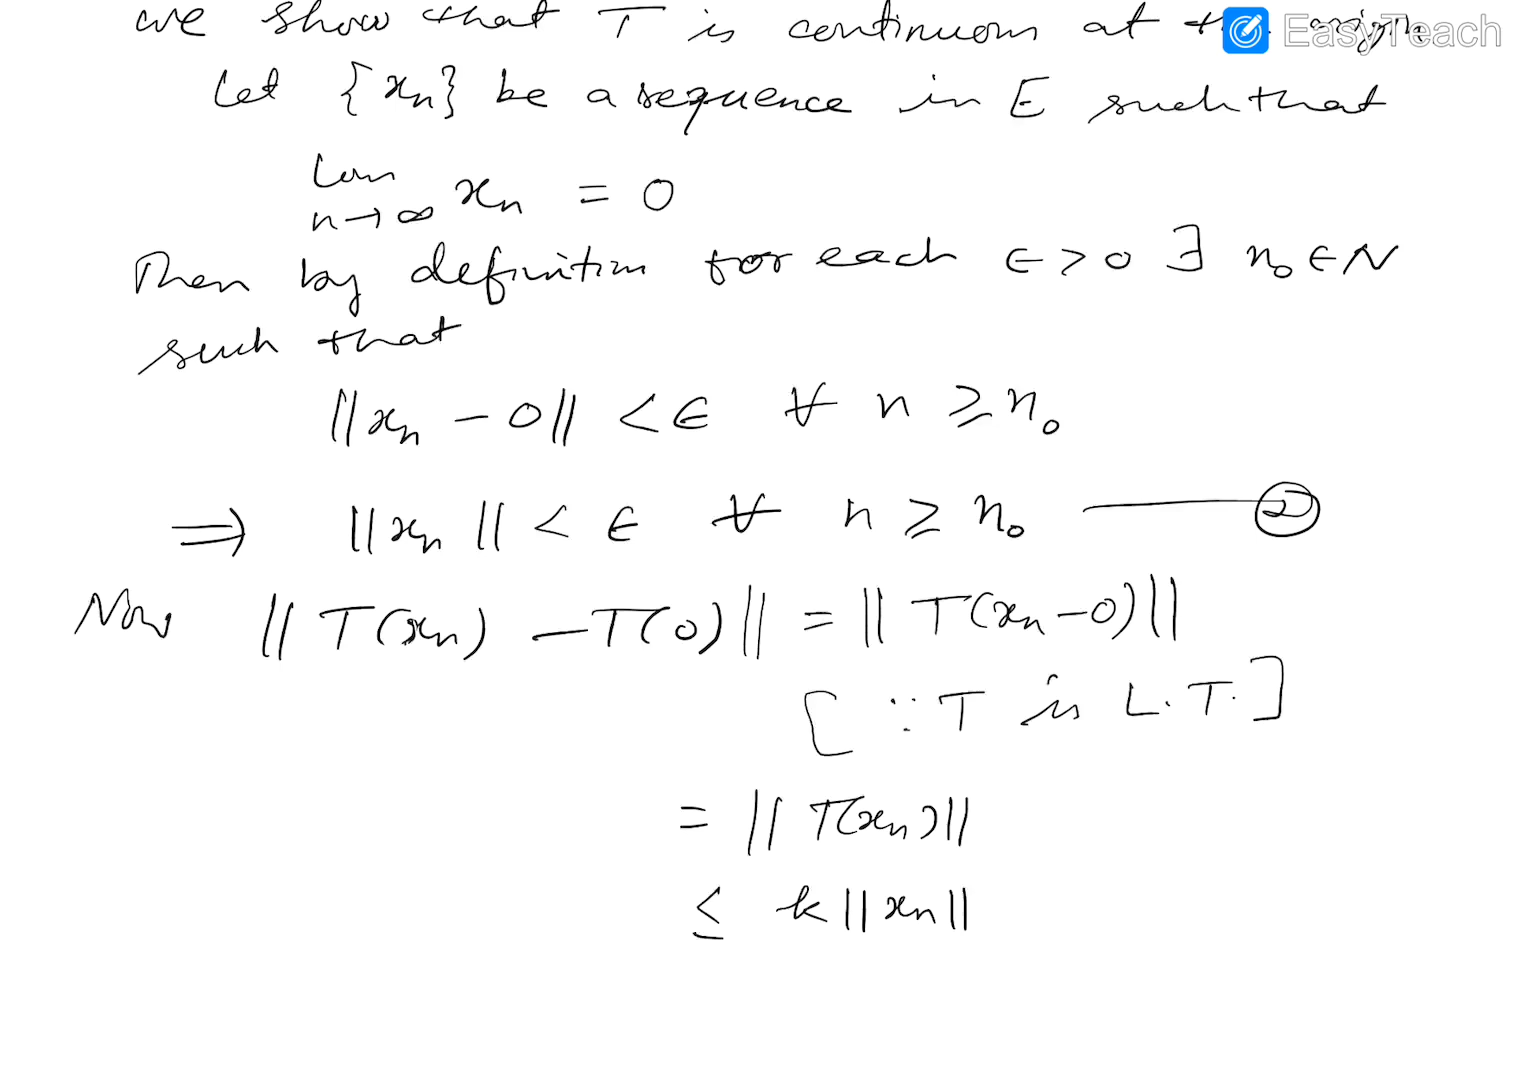 we show that T is continuous at the origin
EasyTeach
Let {xₙ} be a sequence in E such that
Lim
n→∞ xₙ = 0
Then by definition for each ∈ > 0 ∃ n₀ ∈ N
such that
||xₙ - 0|| < ∈ ∀ n ≥ n₀
⇒ ||xₙ|| < ∈ ∀ n ≥ n₀ — ②
Now || T(xₙ) - T(0) || = || T(xₙ - 0) ||
[ ∵ T is L.T. ]
= || T(xₙ) ||
≤ k || xₙ ||